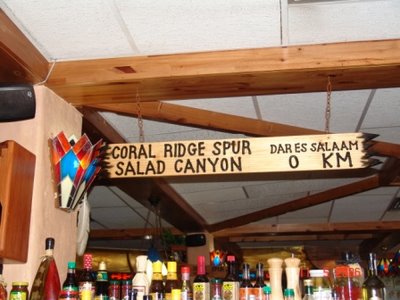 CORAL RIDGE SPUR DAR ES SALAAM
SALAD CANYON 0 KM